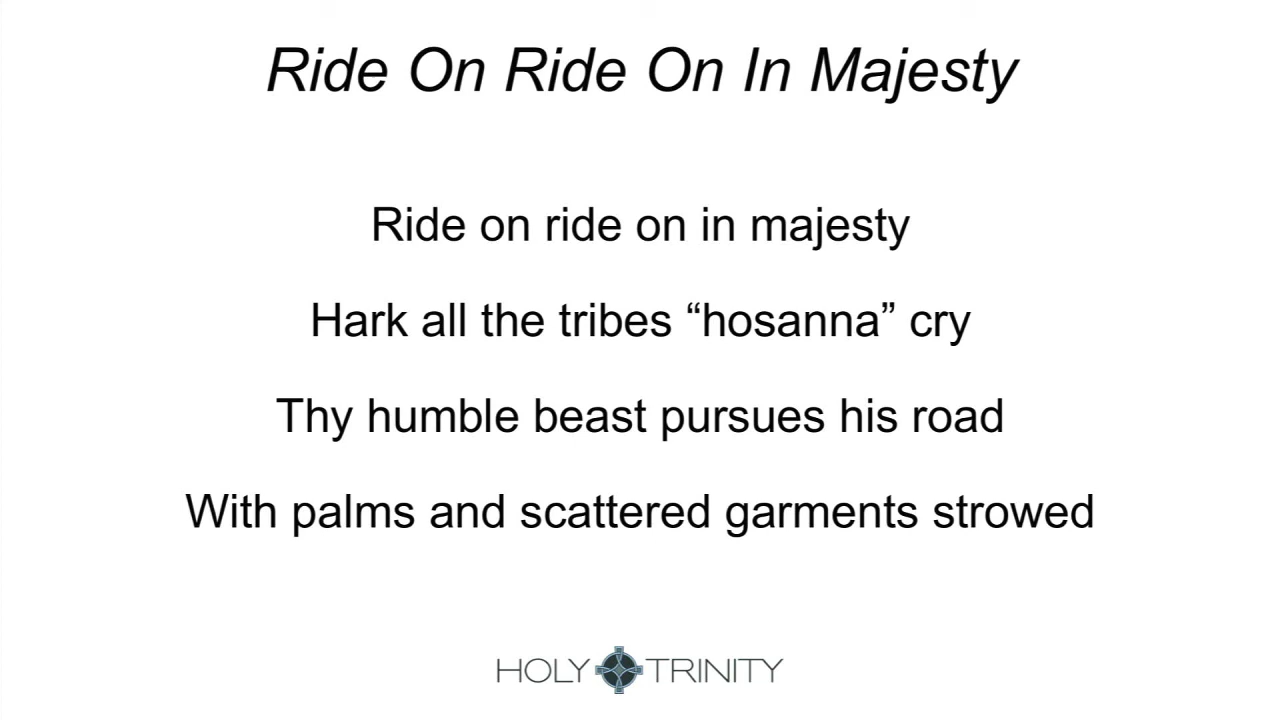 Ride On Ride On In Majesty
Ride on ride on in majesty
Hark all the tribes “hosanna” cry
Thy humble beast pursues his road
With palms and scattered garments strowed
HOLY TRINITY